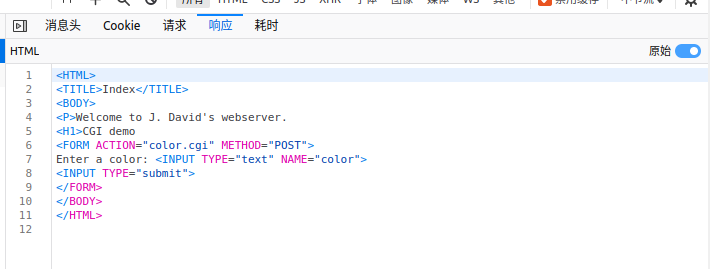 所有 HTML CSS JS XHR 字体 图像 媒体 WS 其他 禁用缓存
消息头 Cookie 请求 响应 耗时
HTML 原始
1 <HTML>
2 <TITLE>Index</TITLE>
3 <BODY>
4 <P>Welcome to J. David's webserver.
5 <H1>CGI demo
6 <FORM ACTION="color.cgi" METHOD="POST">
7 Enter a color: <INPUT TYPE="text" NAME="color">
8 <INPUT TYPE="submit">
9 </FORM>
10 </BODY>
11 </HTML>
12